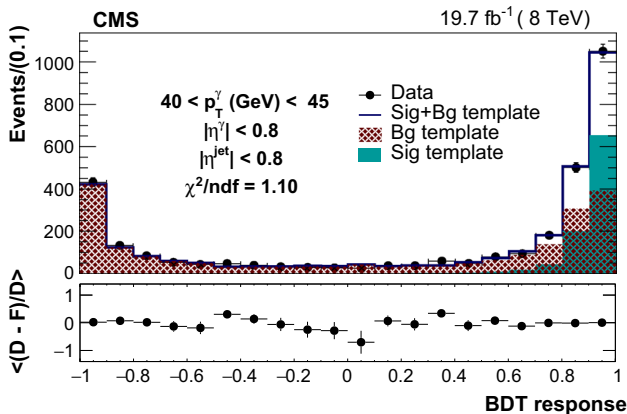 CMS 19.7 fb⁻¹ ( 8 TeV)
Events/(0.1)
1000
800
600
400
200
0
40 < p_T^γ (GeV) < 45
|η^γ| < 0.8
|η^jet| < 0.8
χ²/ndf = 1.10
Data
Sig+Bg template
Bg template
Sig template
<(D - F)/D>
1
0
−1
−1 −0.8 −0.6 −0.4 −0.2 0 0.2 0.4 0.6 0.8 1
BDT response